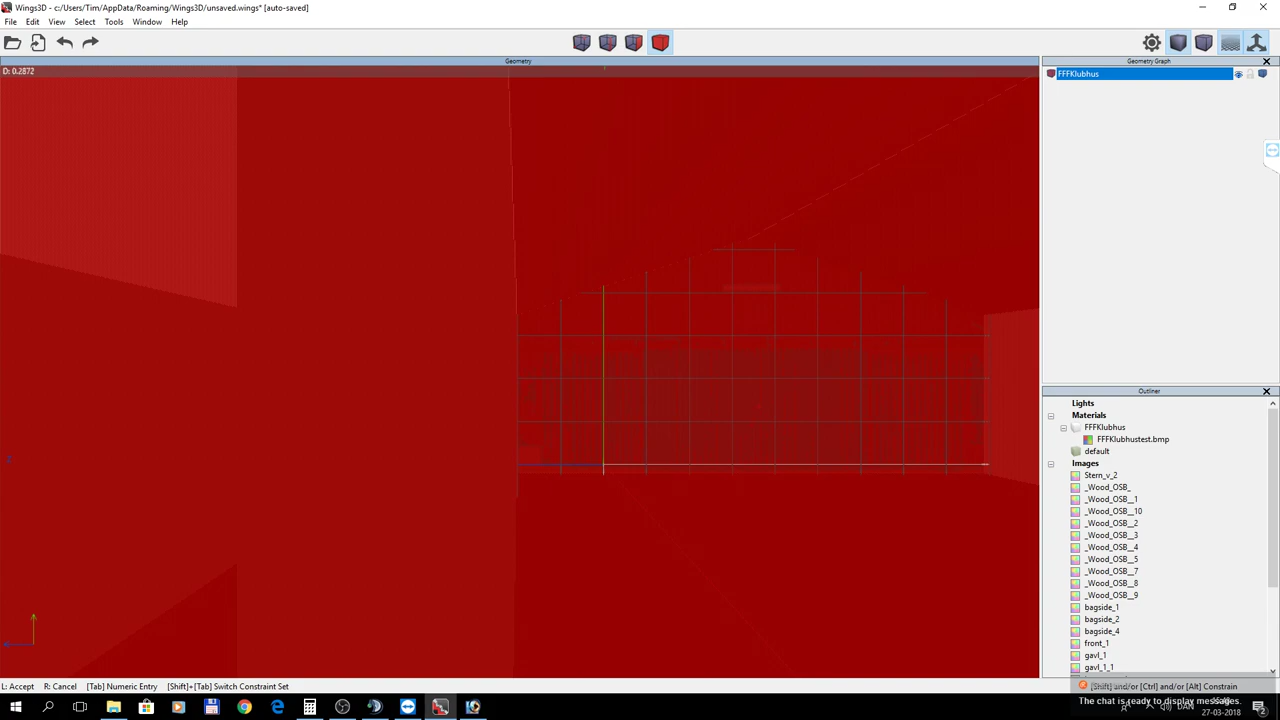 Wings3D - c:/Users/Tim/AppData/Roaming/Wings3D/unsaved.wings* [auto-saved]
File Edit View Select Tools Window Help
Geometry
Geometry Graph
D: 0.2872
FFFKlubhus
Outliner
Lights
Materials
FFFKlubhus
FFFKlubhustest.bmp
default
Images
Stern_v_2
_Wood_OSB_
_Wood_OSB__1
_Wood_OSB__10
_Wood_OSB__2
_Wood_OSB__3
_Wood_OSB__4
_Wood_OSB__5
_Wood_OSB__7
_Wood_OSB__8
_Wood_OSB__9
bagside_1
bagside_2
bagside_4
front_1
gavl_1
gavl_1_1
L: Accept R: Cancel [Tab] Numeric Entry [Shift]+[Tab] Switch Constraint Set
[Shift] and/or [Ctrl] and/or [Alt] Constrain
The chat is ready to display messages.
DAN
27-03-2018
2